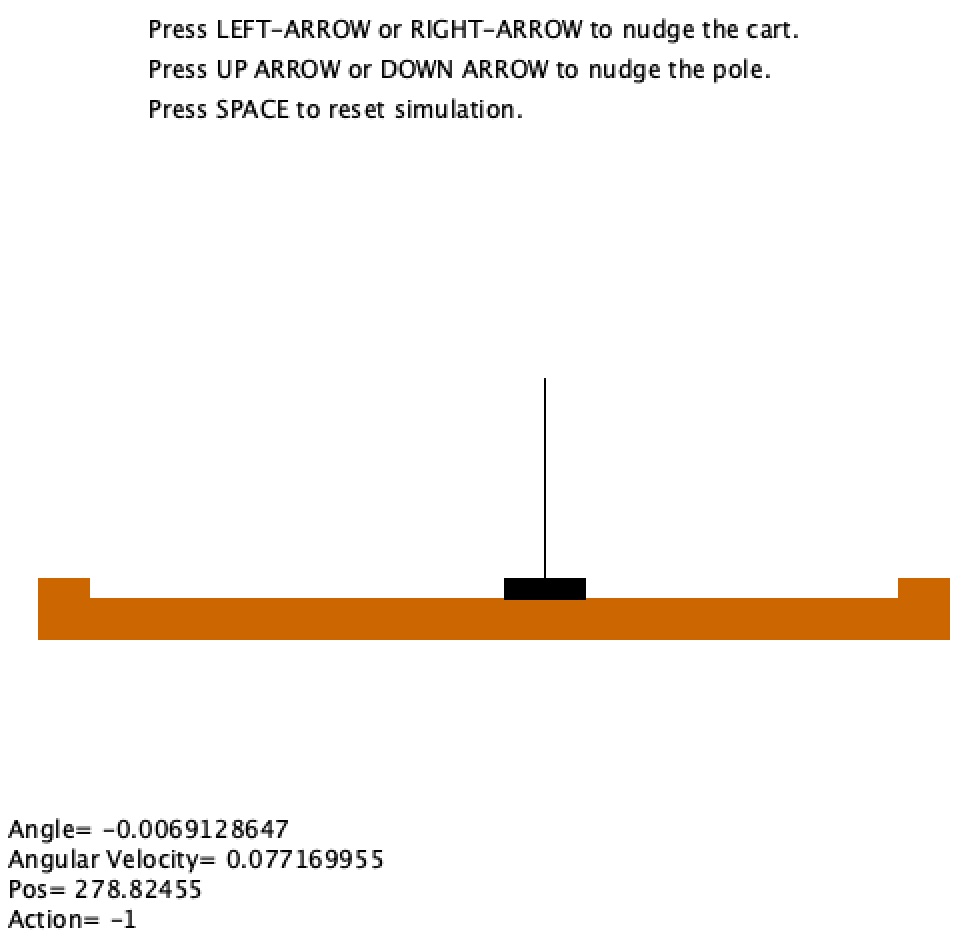 Press LEFT-ARROW or RIGHT-ARROW to nudge the cart.
Press UP ARROW or DOWN ARROW to nudge the pole.
Press SPACE to reset simulation.
Angle= -0.0069128647
Angular Velocity= 0.077169955
Pos= 278.82455
Action= -1